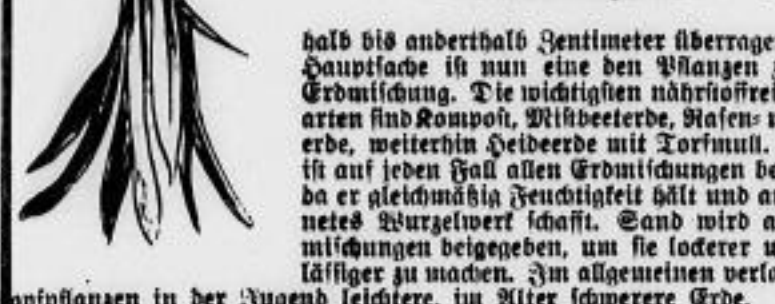 halb bis anderthalb Zentimeter überrage
Hauptsache ist nun eine den Pflanzen
Erdmischung. Die wichtigsten nährstoffrei
arten sind Kompost, Mistbeeterde, Rasen-
erde, weiterhin Heideerde mit Torfmull.
ist auf jeden Fall allen Erdmischungen be
da er gleichmäßig Feuchtigkeit hält und a
netes Wurzelwerk schafft. Sand wird a
mischungen beigegeben, um sie lockerer u
lässiger zu machen. Im allgemeinen verla
opfpflanzen in der Jugend leichtere, im Alter schwerere Erde.